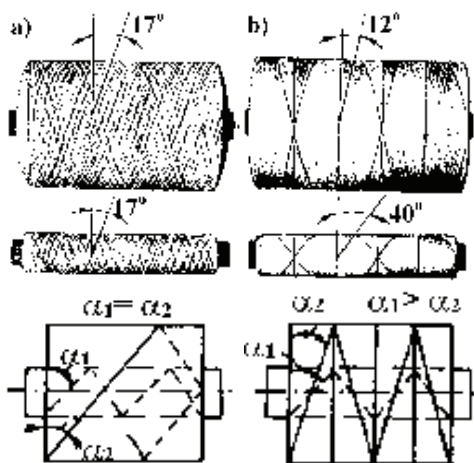 a) 17° b) 12°
17° 40°
α₁ = α₂ α₂ α₁ > α₂
α₁ α₁
α₂